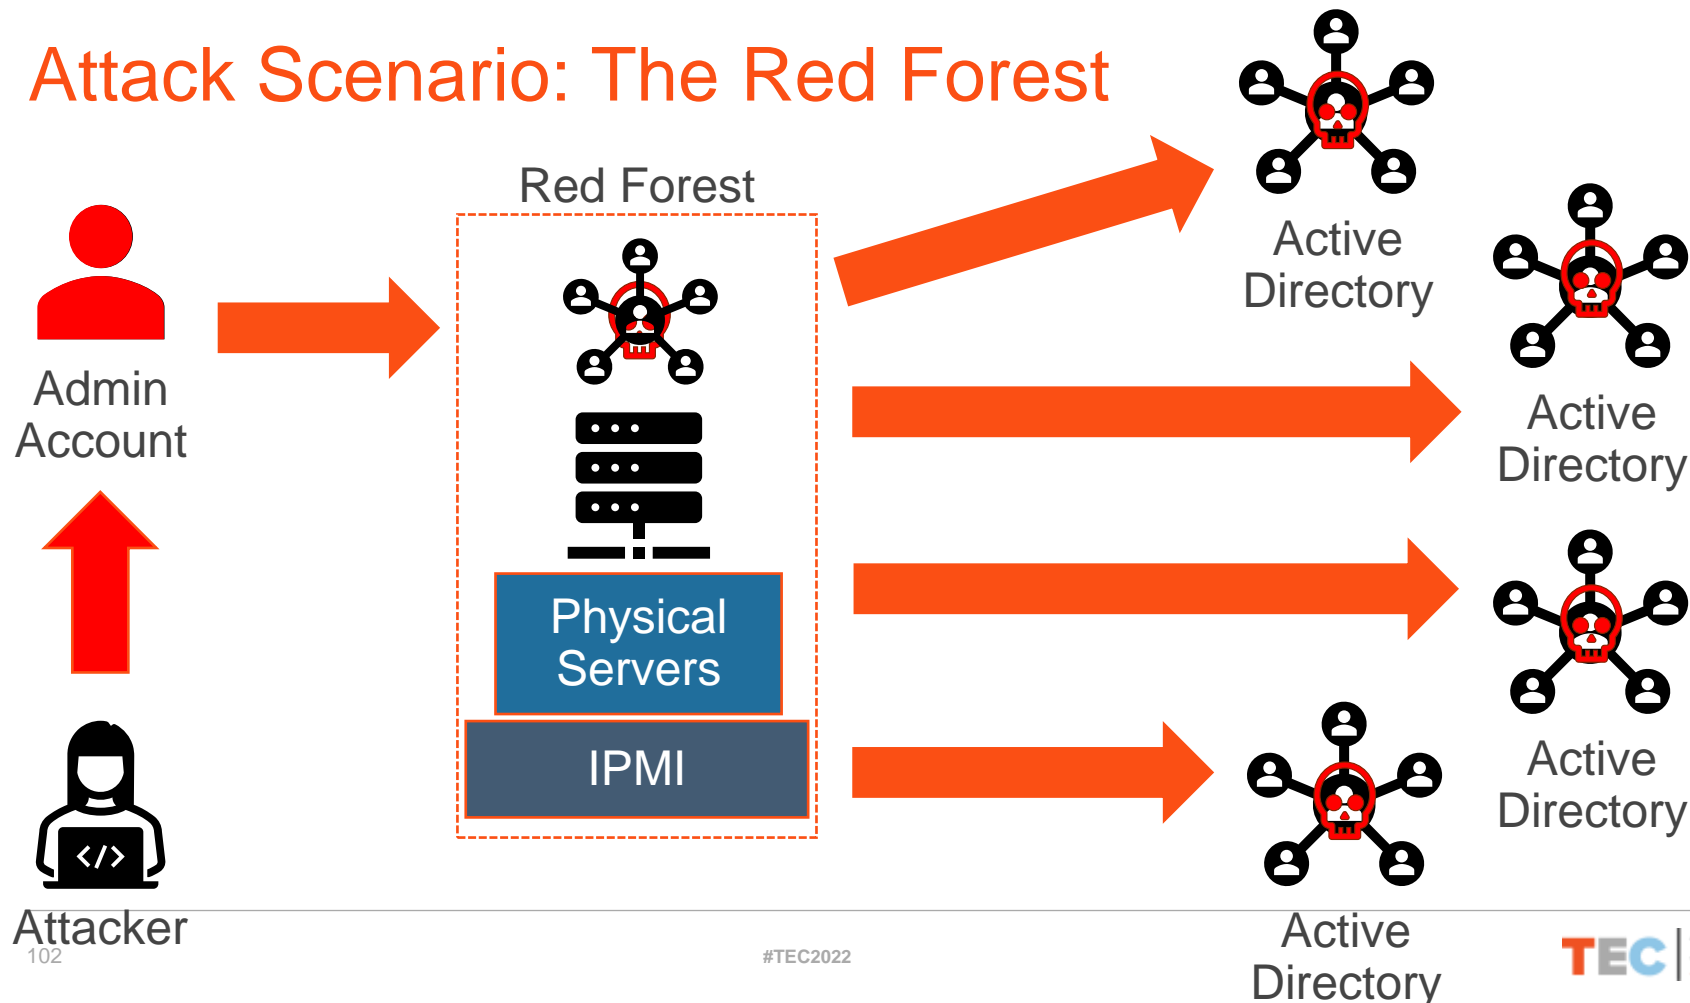 Attack Scenario: The Red Forest
Red Forest
Admin
Account
Attacker
</>
Physical
Servers
IPMI
Active
Directory
Active
Directory
Active
Directory
Active
Directory
102
#TEC2022
TEC